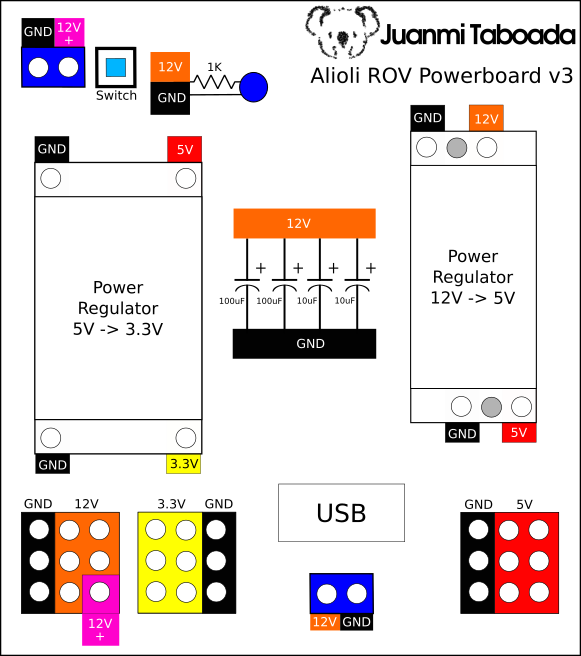 GND 12V
+
Switch
12V
GND
1K
Juanmi Taboada
Alioli ROV Powerboard v3
GND 5V
Power
Regulator
5V -> 3.3V
GND 3.3V
12V
100uF 100uF 10uF 10uF
+ + + +
GND
GND 12V
Power
Regulator
12V -> 5V
GND 5V
GND 12V
12V
+
3.3V GND
USB
12V GND
GND 5V